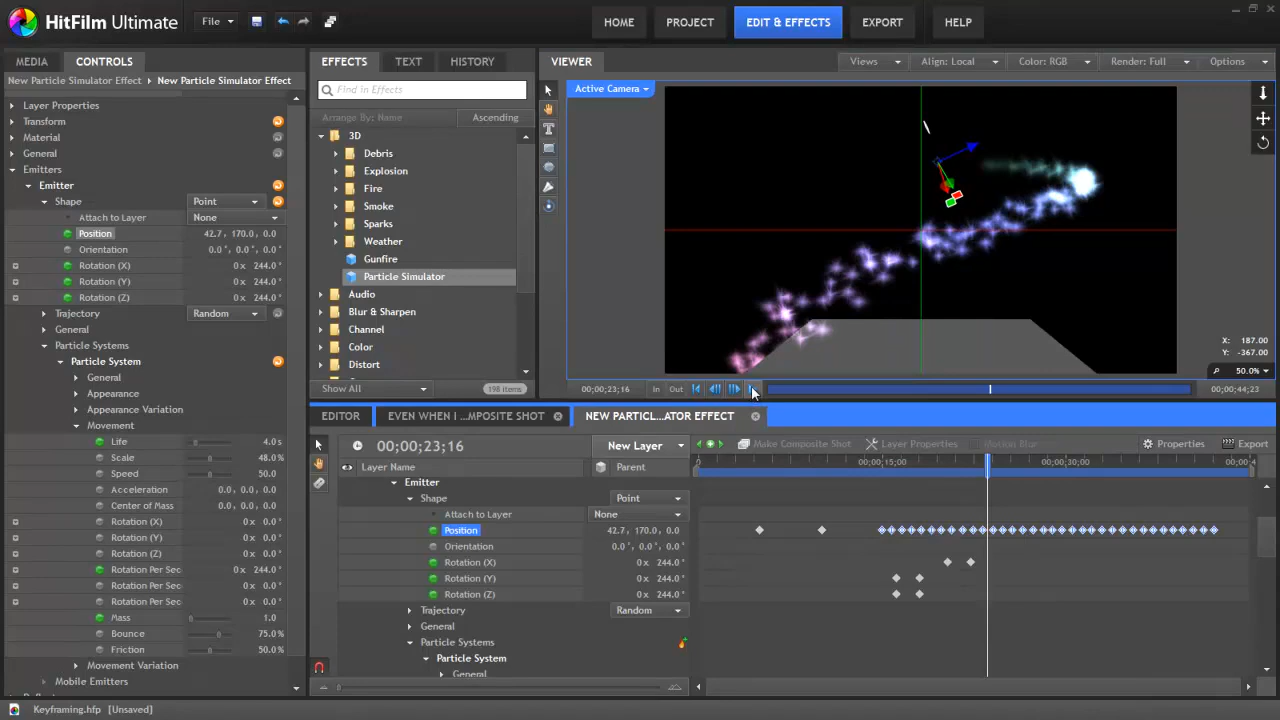 HitFilm Ultimate
File
HOME
PROJECT
EDIT & EFFECTS
EXPORT
HELP
MEDIA
CONTROLS
New Particle Simulator Effect > New Particle Simulator Effect
Layer Properties
Transform
Material
General
Emitters
Emitter
Shape Point
Attach to Layer None
Position 42.7, 170.0, 0.0
Orientation 0.0°, 0.0°, 0.0°
Rotation (X) 0 x 244.0°
Rotation (Y) 0 x 244.0°
Rotation (Z) 0 x 244.0°
Trajectory Random
General
Particle Systems
Particle System
General
Appearance
Appearance Variation
Movement
Life 4.0 s
Scale 48.0%
Speed 50.0
Acceleration 0.0, 0.0, 0.0
Center of Mass 0.0, 0.0, 0.0
Rotation (X) 0 x 0.0°
Rotation (Y) 0 x 0.0°
Rotation (Z) 0 x 0.0°
Rotation Per Sec 0 x 244.0°
Rotation Per Sec 0 x 0.0°
Rotation Per Sec 0 x 0.0°
Mass 1.0
Bounce 75.0%
Friction 50.0%
Movement Variation
Mobile Emitters
Keyframing.hfp [Unsaved]
EFFECTS
TEXT
HISTORY
Find in Effects
Arrange By: Name
Ascending
3D
Debris
Explosion
Fire
Smoke
Sparks
Weather
Gunfire
Particle Simulator
Audio
Blur & Sharpen
Channel
Color
Distort
Show All
198 items
VIEWER
Views
Align: Local
Color: RGB
Render: Full
Options
Active Camera
X: 187.00
Y: -367.00
50.0%
00;00;23;16
In
Out
00;00;44;23
EDITOR
EVEN WHEN I ...MPOSITE SHOT
NEW PARTICL...ATOR EFFECT
00;00;23;16
New Layer
Make Composite Shot
Layer Properties
Motion Blur
Properties
Export
Layer Name
Parent
00;00;15;00
00;00;30;00
Emitter
Shape Point
Attach to Layer None
Position 42.7, 170.0, 0.0
Orientation 0.0°, 0.0°, 0.0°
Rotation (X) 0 x 244.0°
Rotation (Y) 0 x 244.0°
Rotation (Z) 0 x 244.0°
Trajectory Random
General
Particle Systems
Particle System
General